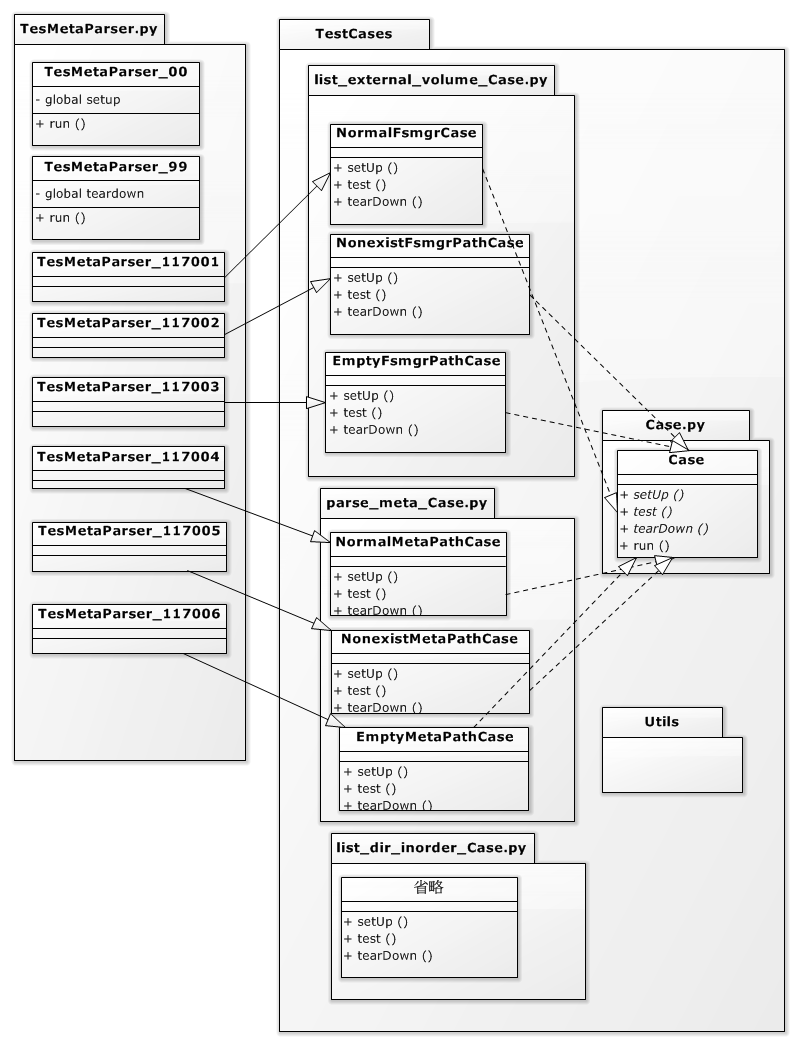 TesMetaParser.py
TesMetaParser_00
- global setup
+ run ()
TesMetaParser_99
- global teardown
+ run ()
TesMetaParser_117001
TesMetaParser_117002
TesMetaParser_117003
TesMetaParser_117004
TesMetaParser_117005
TesMetaParser_117006
TestCases
list_external_volume_Case.py
NormalFsmgrCase
+ setUp ()
+ test ()
+ tearDown ()
NonexistFsmgrPathCase
+ setUp ()
+ test ()
+ tearDown ()
EmptyFsmgrPathCase
+ setUp ()
+ test ()
+ tearDown ()
parse_meta_Case.py
NormalMetaPathCase
+ setUp ()
+ test ()
+ tearDown ()
NonexistMetaPathCase
+ setUp ()
+ test ()
+ tearDown ()
EmptyMetaPathCase
+ setUp ()
+ test ()
+ tearDown ()
list_dir_inorder_Case.py
省略
+ setUp ()
+ test ()
+ tearDown ()
Case.py
Case
+ setUp ()
+ test ()
+ tearDown ()
+ run ()
Utils